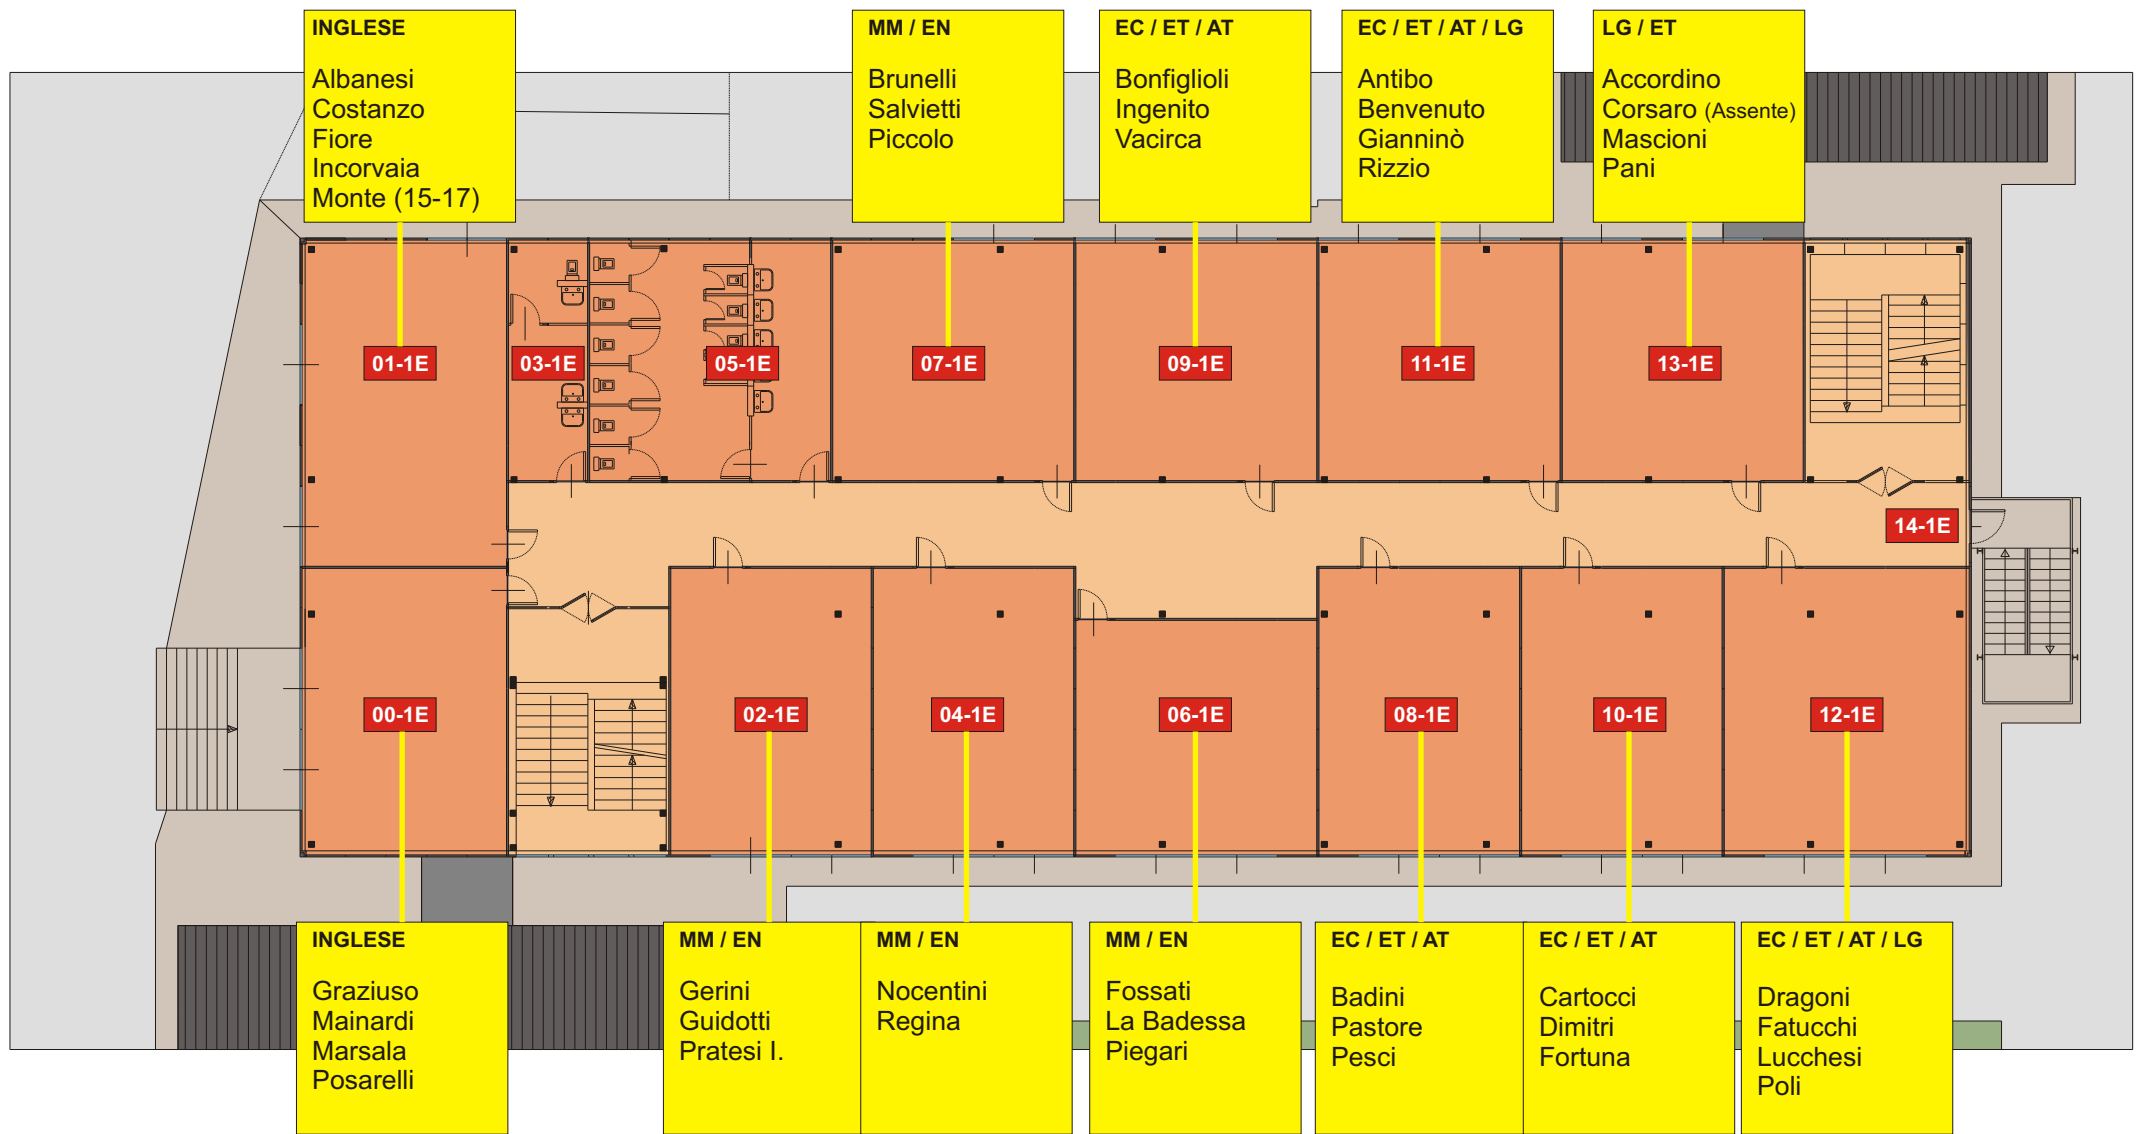 INGLESE
Albanesi
Costanzo
Fiore
Incorvaia
Monte (15-17)
MM / EN
Brunelli
Salvietti
Piccolo
EC / ET / AT
Bonfiglioli
Ingenito
Vacirca
EC / ET / AT / LG
Antibo
Benvenuto
Gianninò
Rizzio
LG / ET
Accordino
Corsaro (Assente)
Mascioni
Pani
01-1E
03-1E
05-1E
07-1E
09-1E
11-1E
13-1E
14-1E
00-1E
02-1E
04-1E
06-1E
08-1E
10-1E
12-1E
INGLESE
Graziuso
Mainardi
Marsala
Posarelli
MM / EN
Gerini
Guidotti
Pratesi I.
MM / EN
Nocentini
Regina
MM / EN
Fossati
La Badessa
Piegari
EC / ET / AT
Badini
Pastore
Pesci
EC / ET / AT
Cartocci
Dimitri
Fortuna
EC / ET / AT / LG
Dragoni
Fatucchi
Lucchesi
Poli